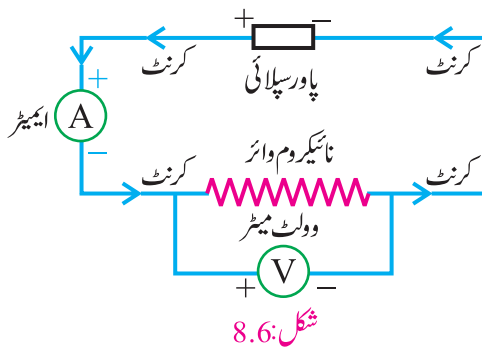 + −
کرنٹ
کرنٹ
پاور سپلائی
+
A
ایمیٹر
−
نائیکروم وائر
کرنٹ
کرنٹ
وولٹ میٹر
V
+ −
شکل: 8.6